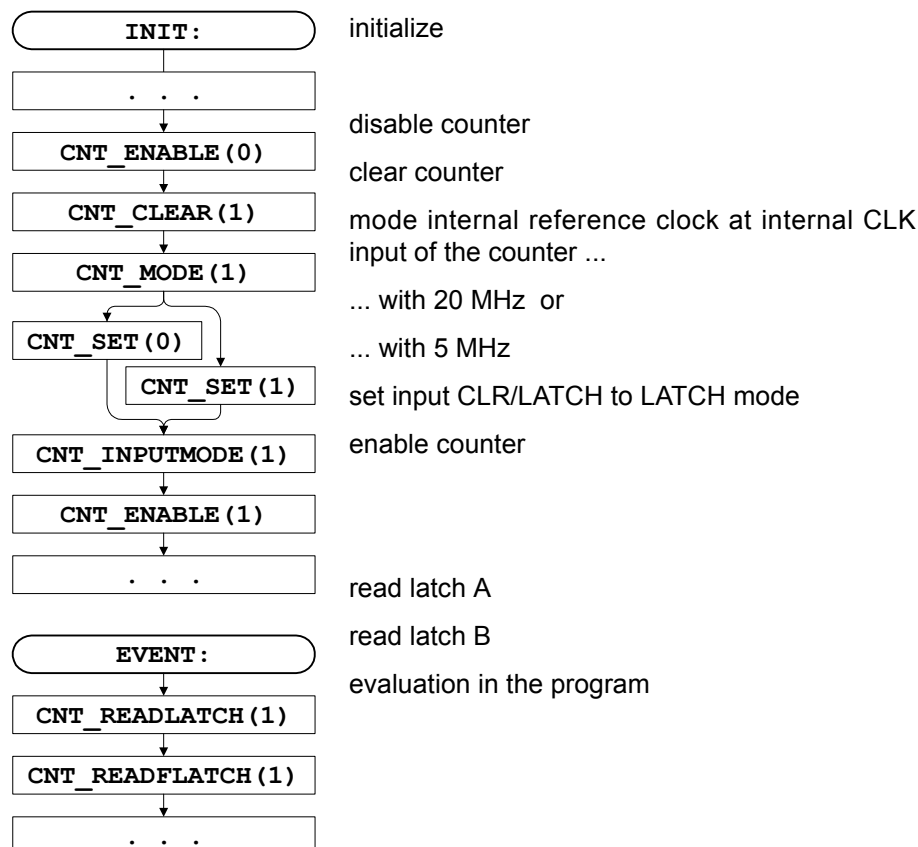 INIT:
initialize
. . .
disable counter
CNT_ENABLE(0)
clear counter
CNT_CLEAR(1)
mode internal reference clock at internal CLK
input of the counter ...
CNT_MODE(1)
... with 20 MHz or
CNT_SET(0)
... with 5 MHz
CNT_SET(1)
set input CLR/LATCH to LATCH mode
CNT_INPUTMODE(1)
enable counter
CNT_ENABLE(1)
. . .
read latch A
read latch B
EVENT:
evaluation in the program
CNT_READLATCH(1)
CNT_READFLATCH(1)
. . .